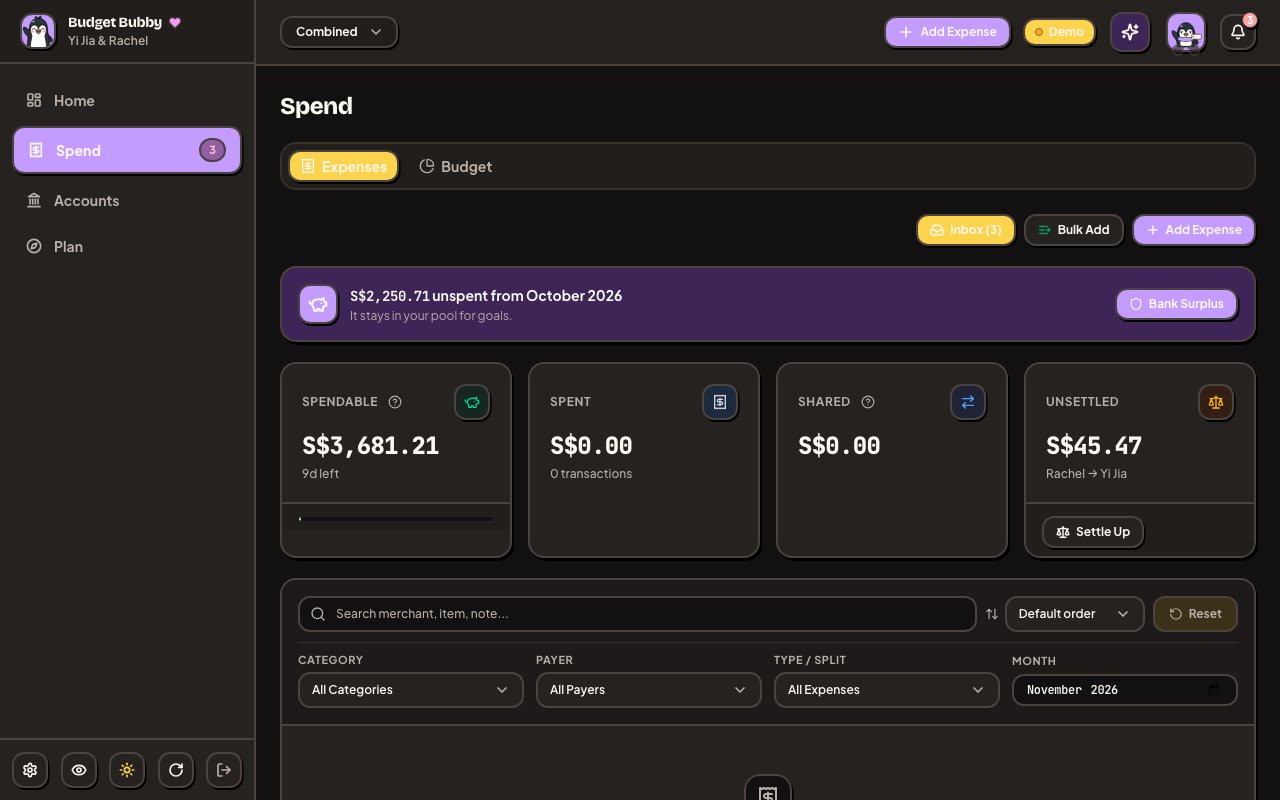 Budget Bubby
Yi Jia & Rachel
Home
Spend
3
Accounts
Plan
Combined
Add Expense
Demo
3
Spend
Expenses
Budget
Inbox (3)
Bulk Add
Add Expense
S$2,250.71 unspent from October 2026
It stays in your pool for goals.
Bank Surplus
SPENDABLE
S$3,681.21
9d left
SPENT
S$0.00
0 transactions
SHARED
S$0.00
UNSETTLED
S$45.47
Rachel → Yi Jia
Settle Up
Search merchant, item, note...
Default order
Reset
CATEGORY
All Categories
PAYER
All Payers
TYPE / SPLIT
All Expenses
MONTH
November 2026